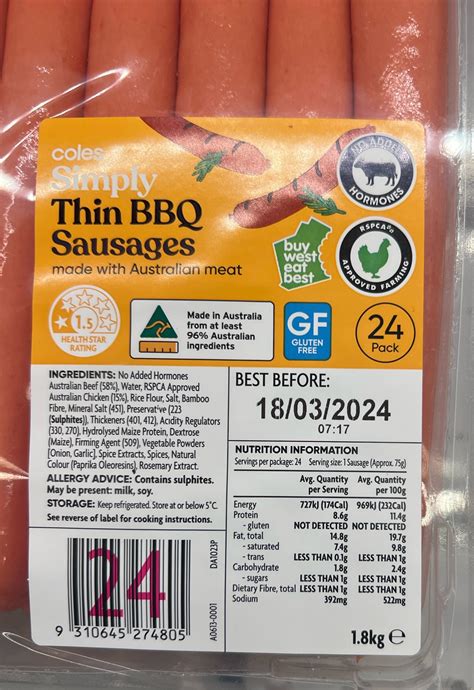 coles
Simply
Thin BBQ
Sausages
made with Australian meat
NO ADDED
HORMONES
buy
west
eat
best
RSPCA
APPROVED FARMING
1.5
HEALTH STAR
RATING
Made in Australia
from at least
96% Australian
ingredients
GF
GLUTEN
FREE
24
Pack
INGREDIENTS: No Added Hormones
Australian Beef (58%), Water, RSPCA Approved
Australian Chicken (15%), Rice Flour, Salt, Bamboo
Fibre, Mineral Salt (451), Preservative (223
(Sulphites)), Thickeners (401, 412), Acidity Regulators
(330, 270), Hydrolysed Maize Protein, Dextrose
(Maize), Firming Agent (509), Vegetable Powders
[Onion, Garlic], Spice Extracts, Spices, Natural
Colour (Paprika Oleoresins), Rosemary Extract.
ALLERGY ADVICE: Contains sulphites.
May be present: milk, soy.
STORAGE: Keep refrigerated. Store at or below 5°C.
See reverse of label for cooking instructions.
24
DA1023P
A0613-0001
9 310645 274805
BEST BEFORE:
18/03/2024
07:17
NUTRITION INFORMATION
Servings per package: 24 Serving size: 1 Sausage (Approx. 75g)
Avg. Quantity Avg. Quantity
per Serving per 100g
Energy 727kJ (174Cal) 969kJ (232Cal)
Protein 8.6g 11.4g
- gluten NOT DETECTED NOT DETECTED
Fat, total 14.8g 19.7g
- saturated 7.4g 9.8g
- trans LESS THAN 0.1g LESS THAN 1g
Carbohydrate 1.8g 2.4g
- sugars LESS THAN 1g LESS THAN 1g
Dietary Fibre, total LESS THAN 1g LESS THAN 1g
Sodium 392mg 522mg
1.8kg e